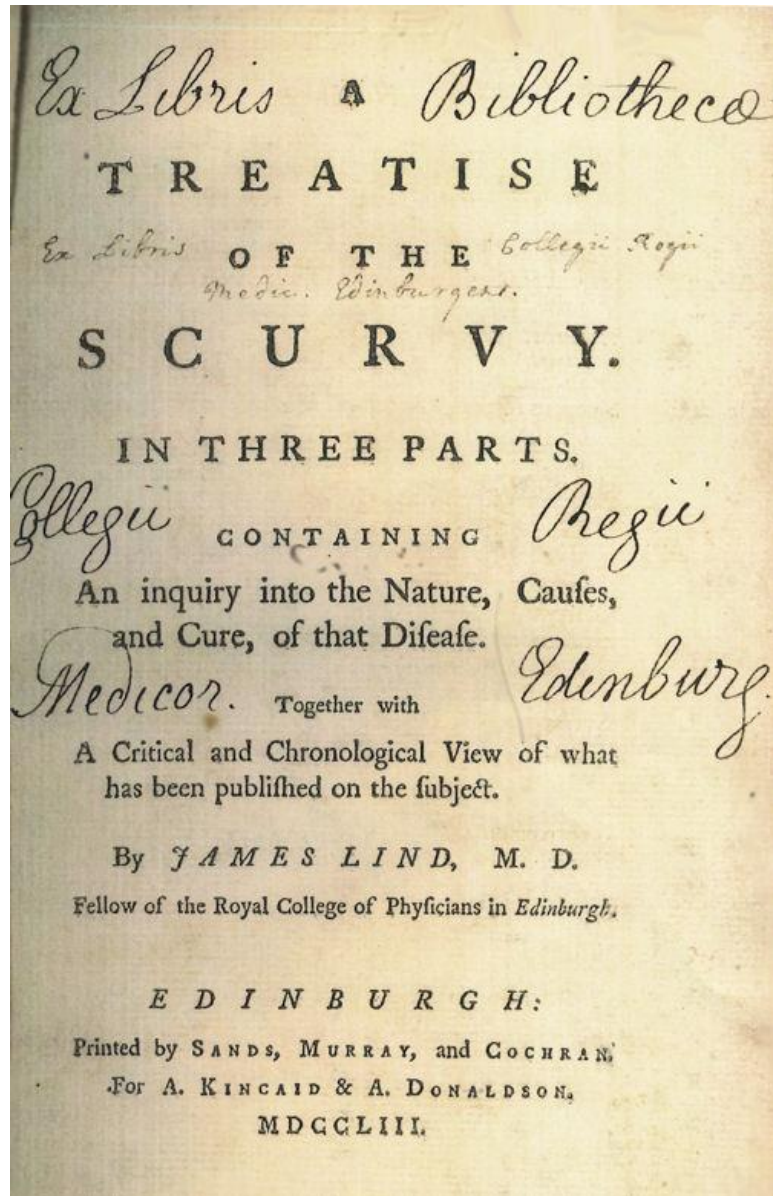 Ex Libris A Bibliothecæ
TREATISE
Ex Libris OF THE Collegii Regii
Medic. Edinburgens.
SCURVY.
IN THREE PARTS.
Collegii CONTAINING Regii
An inquiry into the Nature, Cauſes,
and Cure, of that Diſeaſe.
Medicor. Together with Edinburg.
A Critical and Chronological View of what
has been publiſhed on the ſubject.
By JAMES LIND, M. D.
Fellow of the Royal College of Phyſicians in Edinburgh.
EDINBURGH:
Printed by SANDS, MURRAY, and COCHRAN.
For A. KINCAID & A. DONALDSON.
MDCCLIII.